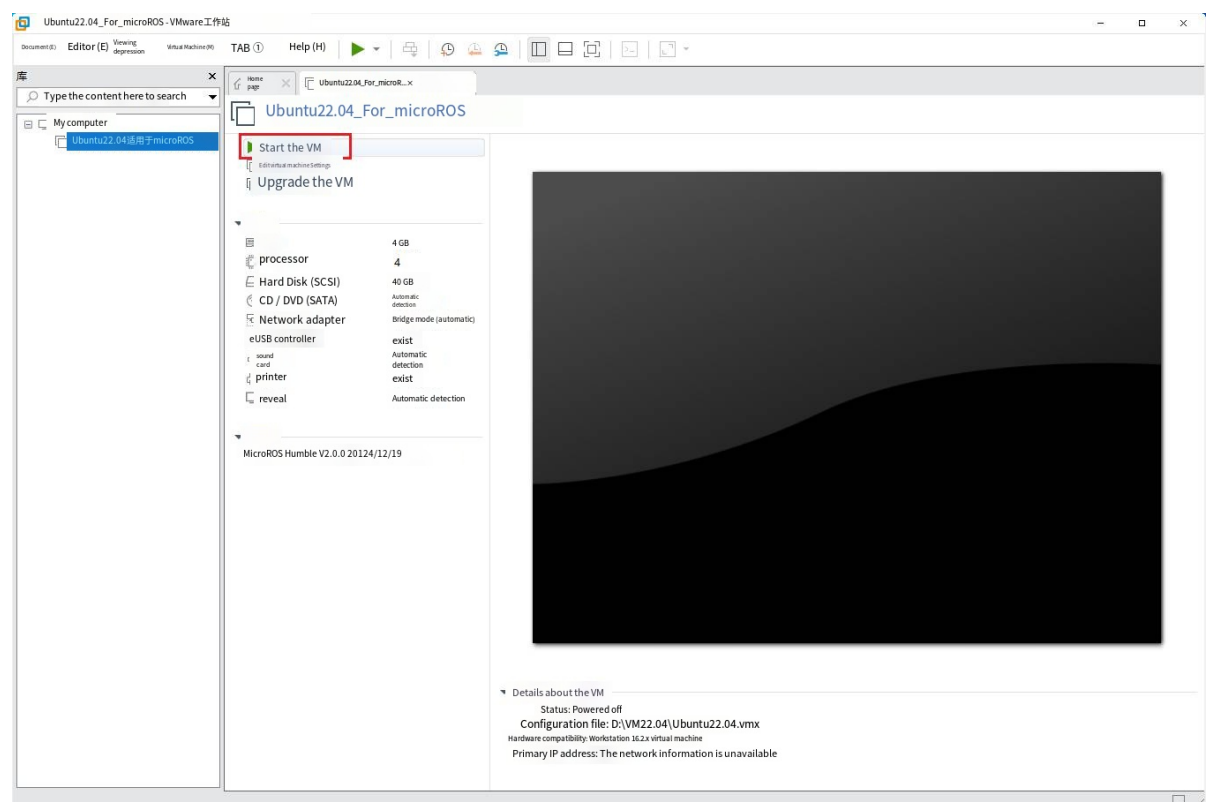 Ubuntu22.04_For_microROS - VMware工作站
Document(E) Editor (E) Viewing depression Virtual Machine(M) TAB ① Help (H)
库
Type the content here to search
My computer
Ubuntu22.04适用于microROS
Home page
Ubuntu22.04_For_microR...
Ubuntu22.04_For_microROS
Start the VM
Edit virtual machine Settings
Upgrade the VM
4 GB
processor 4
Hard Disk (SCSI) 40 GB
CD / DVD (SATA) Automatic detection
Network adapter Bridge mode (automatic)
eUSB controller exist
sound card Automatic detection
printer exist
reveal Automatic detection
MicroROS Humble V2.0.0 20124/12/19
Details about the VM
Status: Powered off
Configuration file: D:\VM22.04\Ubuntu22.04.vmx
Hardware compatibility: Workstation 16.2.x virtual machine
Primary IP address: The network information is unavailable